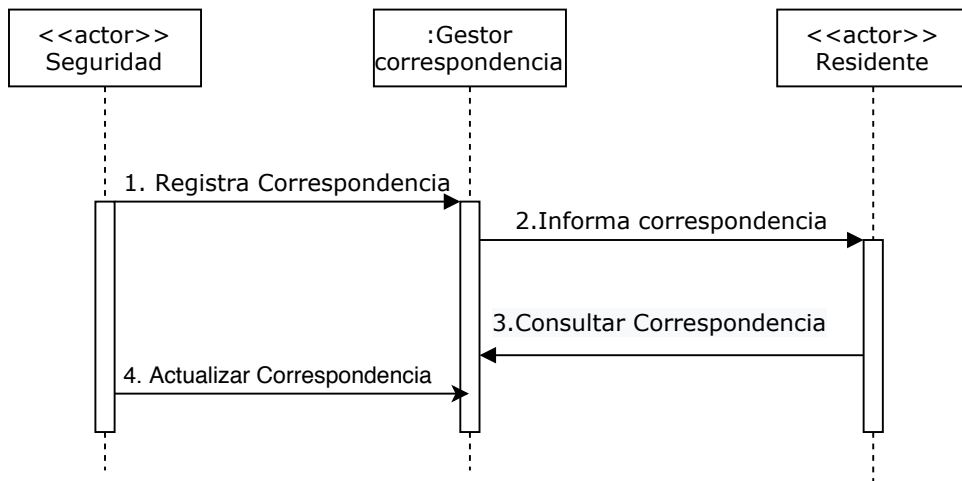 <<actor>>
Seguridad
:Gestor
correspondencia
<<actor>>
Residente
1. Registra Correspondencia
2.Informa correspondencia
3.Consultar Correspondencia
4. Actualizar Correspondencia